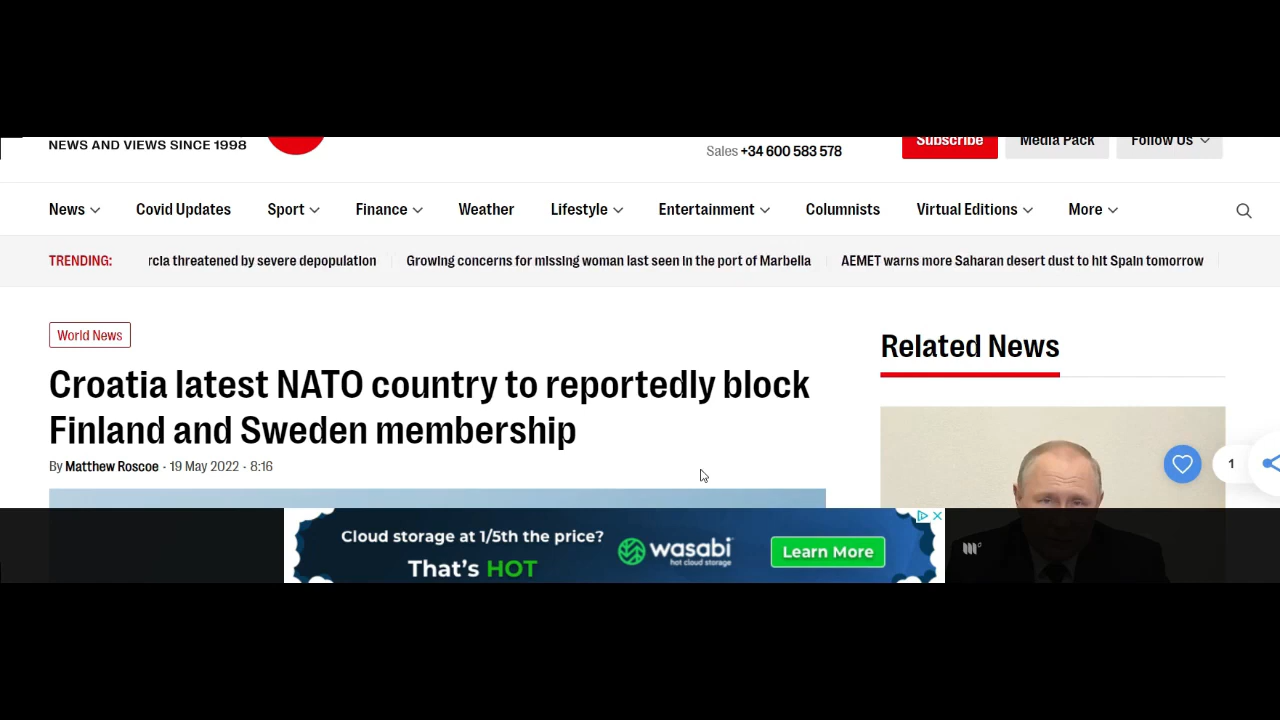 NEWS AND VIEWS SINCE 1998
Sales +34 600 583 578
Subscribe
Media Pack
Follow Us
News
Covid Updates
Sport
Finance
Weather
Lifestyle
Entertainment
Columnists
Virtual Editions
More
TRENDING:
rcia threatened by severe depopulation
Growing concerns for missing woman last seen in the port of Marbella
AEMET warns more Saharan desert dust to hit Spain tomorrow
World News
Croatia latest NATO country to reportedly block
Finland and Sweden membership
By Matthew Roscoe · 19 May 2022 · 8:16
Related News
1
Cloud storage at 1/5th the price?
That's HOT
wasabi
hot cloud storage
Learn More